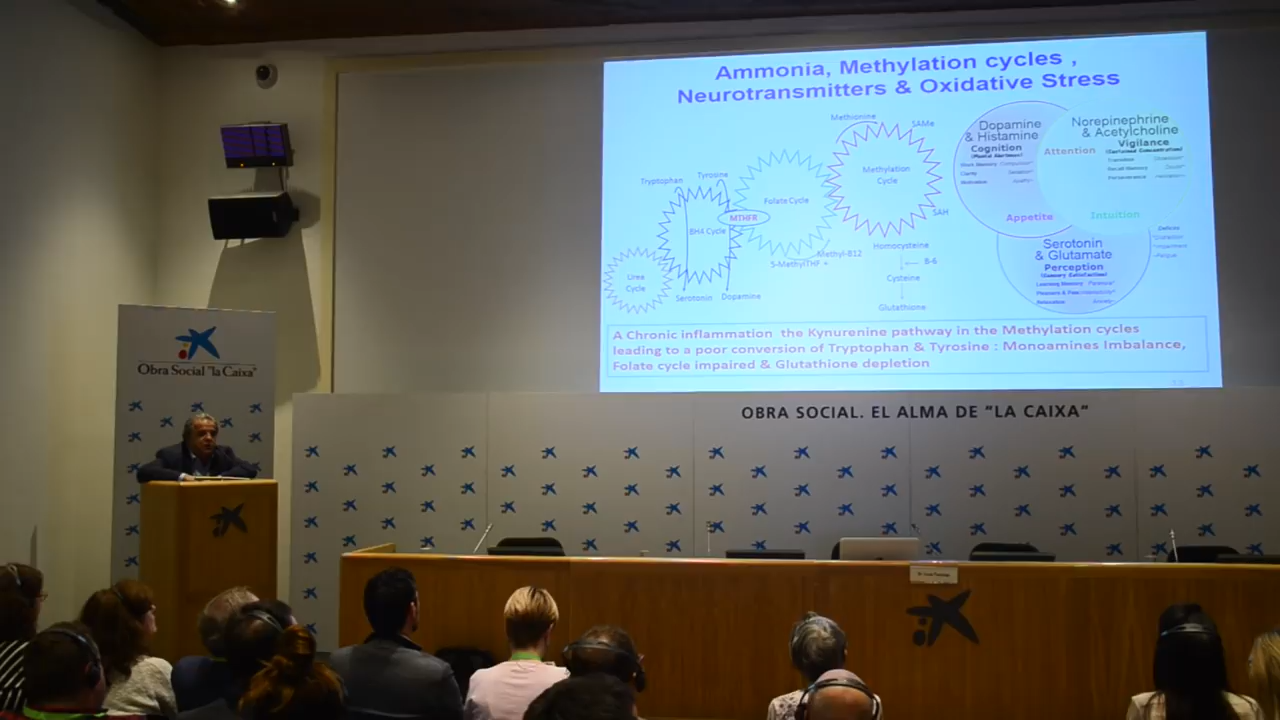 Ammonia, Methylation cycles ,
Neurotransmitters & Oxidative Stress
Methionine
SAMe
Methylation
Cycle
SAH
Tryptophan
Tyrosine
Folate Cycle
MTHFR
BH4 Cycle
Urea
Cycle
Serotonin
Dopamine
5-MethylTHF +
Methyl-B12
Homocysteine
B-6
Cysteine
Glutathione
Dopamine
& Histamine
Cognition
Norepinephrine
& Acetylcholine
Vigilance
Attention
Appetite
Intuition
Serotonin
& Glutamate
Perception
A Chronic inflammation the Kynurenine pathway in the Methylation cycles
leading to a poor conversion of Tryptophan & Tyrosine : Monoamines Imbalance,
Folate cycle impaired & Glutathione depletion
Obra Social "la Caixa"
OBRA SOCIAL. EL ALMA DE "LA CAIXA"